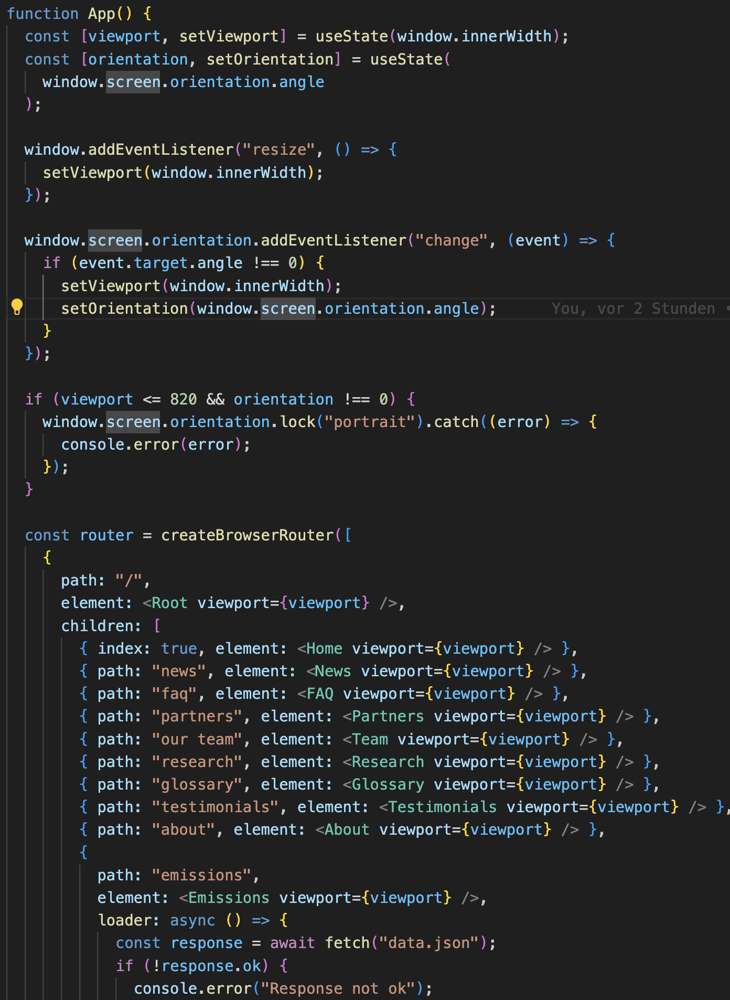 function App() {
  const [viewport, setViewport] = useState(window.innerWidth);
  const [orientation, setOrientation] = useState(
    window.screen.orientation.angle
  );

  window.addEventListener("resize", () => {
    setViewport(window.innerWidth);
  });

  window.screen.orientation.addEventListener("change", (event) => {
    if (event.target.angle !== 0) {
      setViewport(window.innerWidth);
      setOrientation(window.screen.orientation.angle);      You, vor 2 Stunden •
    }
  });

  if (viewport <= 820 && orientation !== 0) {
    window.screen.orientation.lock("portrait").catch((error) => {
      console.error(error);
    });
  }

  const router = createBrowserRouter([
    {
      path: "/",
      element: <Root viewport={viewport} />,
      children: [
        { index: true, element: <Home viewport={viewport} /> },
        { path: "news", element: <News viewport={viewport} /> },
        { path: "faq", element: <FAQ viewport={viewport} /> },
        { path: "partners", element: <Partners viewport={viewport} /> },
        { path: "our team", element: <Team viewport={viewport} /> },
        { path: "research", element: <Research viewport={viewport} /> },
        { path: "glossary", element: <Glossary viewport={viewport} /> },
        { path: "testimonials", element: <Testimonials viewport={viewport} /> },
        { path: "about", element: <About viewport={viewport} /> },
        {
          path: "emissions",
          element: <Emissions viewport={viewport} />,
          loader: async () => {
            const response = await fetch("data.json");
            if (!response.ok) {
              console.error("Response not ok");